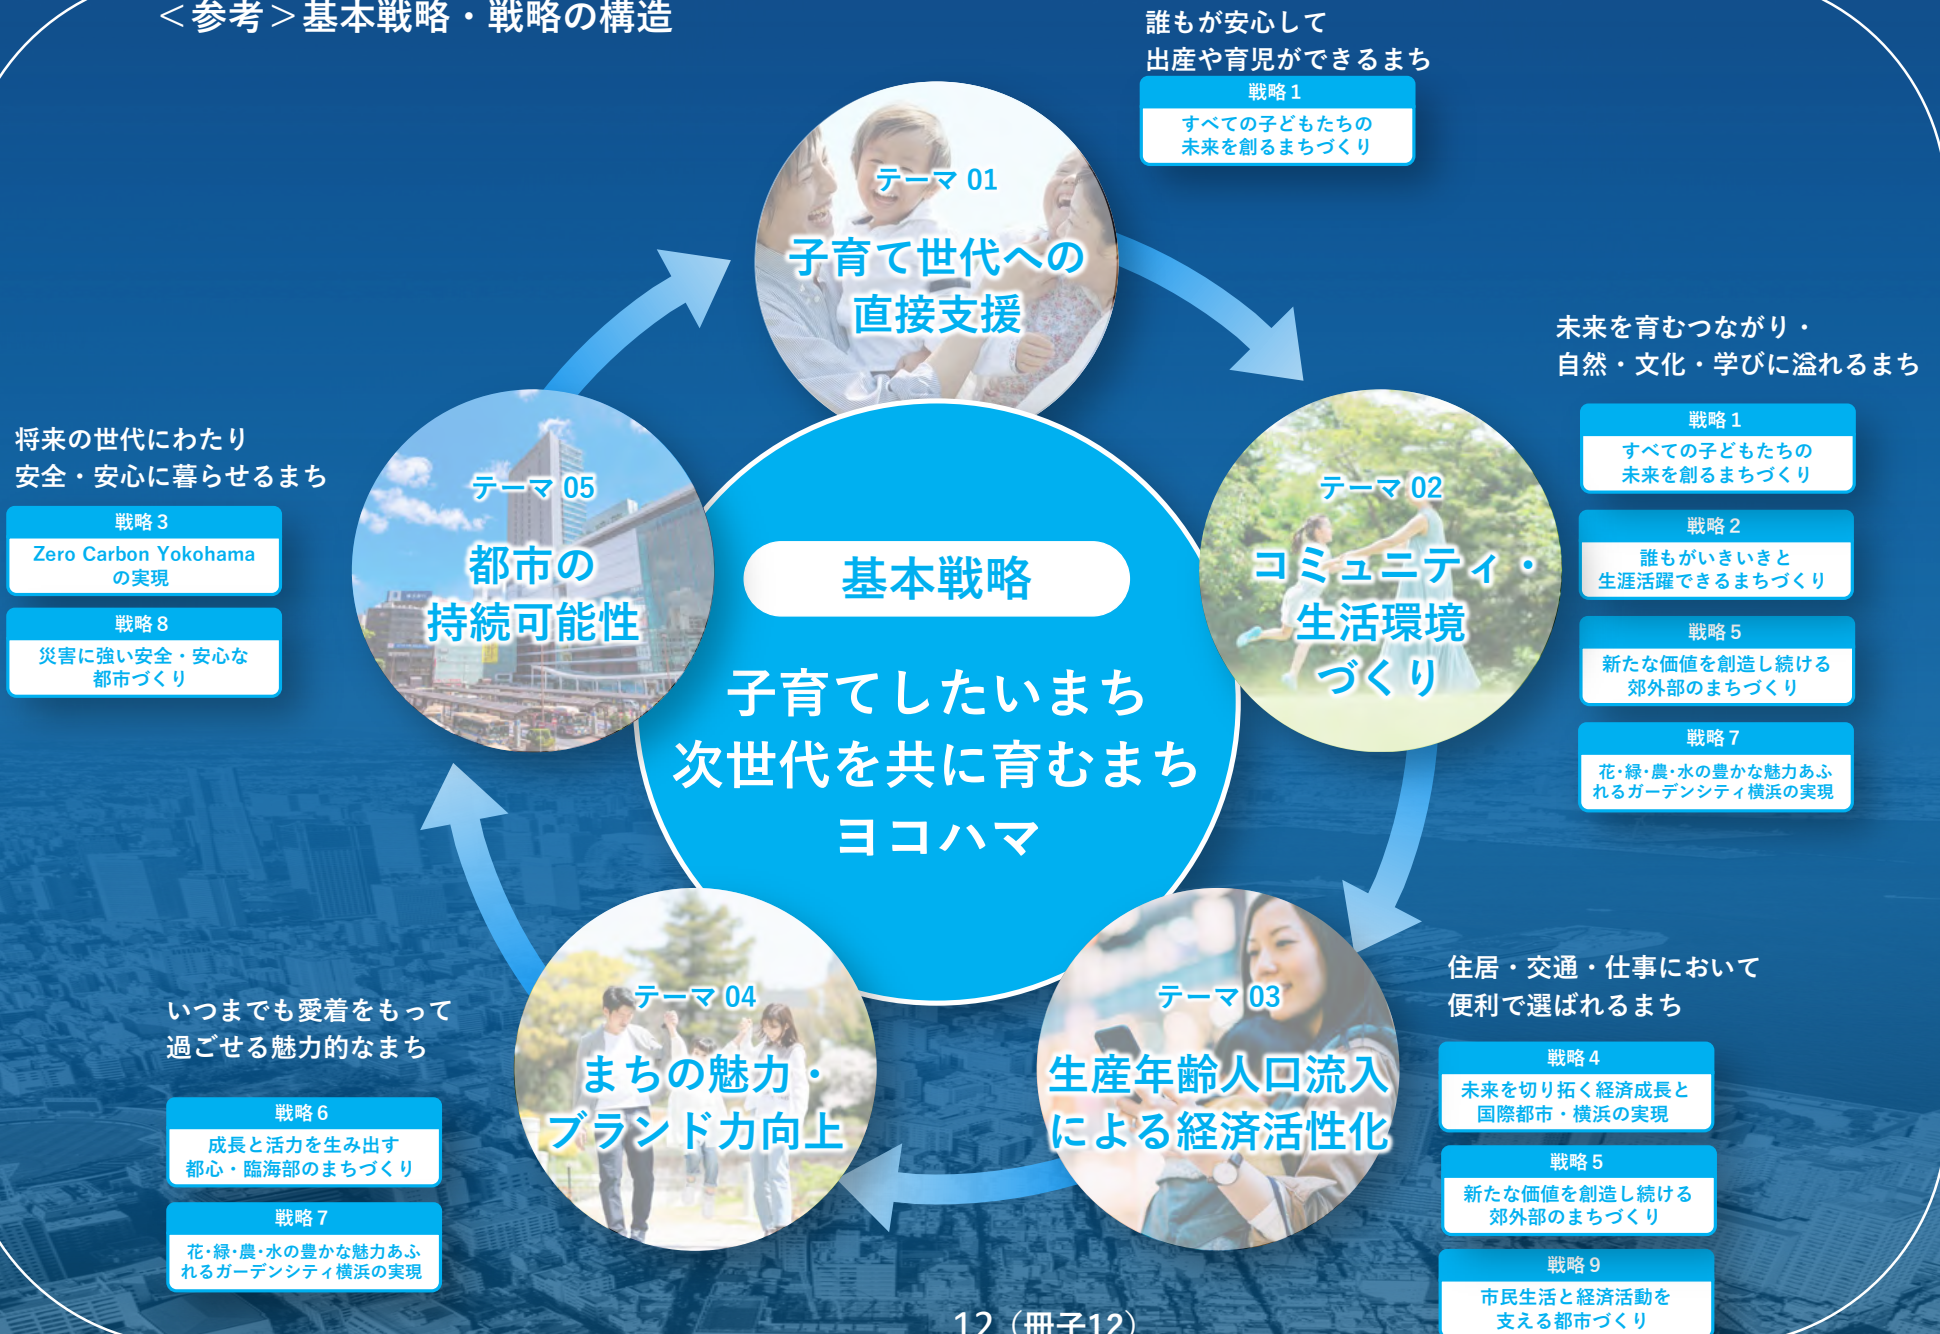 ＜参考＞基本戦略・戦略の構造
誰もが安心して
出産や育児ができるまち
戦略1
すべての子どもたちの
未来を創るまちづくり
テーマ 01
子育て世代への
直接支援
未来を育むつながり・
自然・文化・学びに溢れるまち
戦略1
すべての子どもたちの
未来を創るまちづくり
戦略2
誰もがいきいきと
生涯活躍できるまちづくり
戦略5
新たな価値を創造し続ける
郊外部のまちづくり
戦略7
花･緑･農･水の豊かな魅力あふ
れるガーデンシティ横浜の実現
テーマ 02
コミュニティ・
生活環境
づくり
基本戦略
子育てしたいまち
次世代を共に育むまち
ヨコハマ
将来の世代にわたり
安全・安心に暮らせるまち
戦略3
Zero Carbon Yokohama
の実現
戦略8
災害に強い安全・安心な
都市づくり
テーマ 05
都市の
持続可能性
いつまでも愛着をもって
過ごせる魅力的なまち
戦略6
成長と活力を生み出す
都心・臨海部のまちづくり
戦略7
花･緑･農･水の豊かな魅力あふ
れるガーデンシティ横浜の実現
テーマ 04
まちの魅力・
ブランド力向上
テーマ 03
生産年齢人口流入
による経済活性化
住居・交通・仕事において
便利で選ばれるまち
戦略4
未来を切り拓く経済成長と
国際都市・横浜の実現
戦略5
新たな価値を創造し続ける
郊外部のまちづくり
戦略9
市民生活と経済活動を
支える都市づくり
12（冊子12）